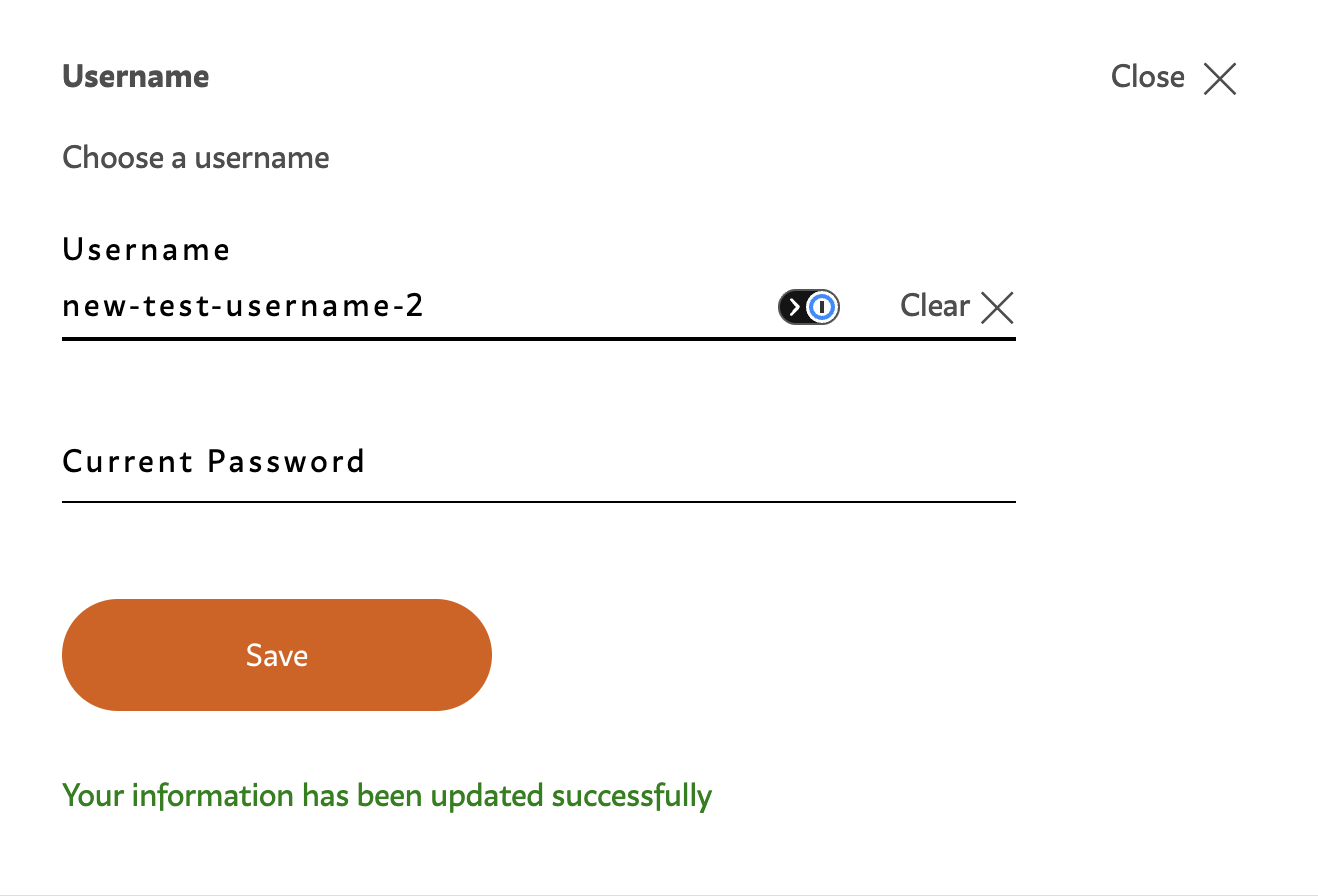 Username
Close
Choose a username
Username
new-test-username-2
Clear
Current Password
Save
Your information has been updated successfully